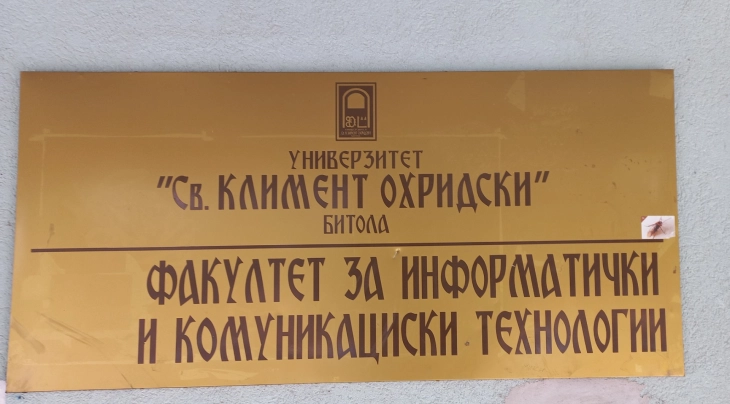 УНИВЕРЗИТЕТ
"Св. КЛИМЕНТ ОХРИДСКИ"
БИТОЛА
ФАКУЛТЕТ ЗА ИНФОРМАТИЧКИ
И КОМУНИКАЦИСКИ ТЕХНОЛОГИИ